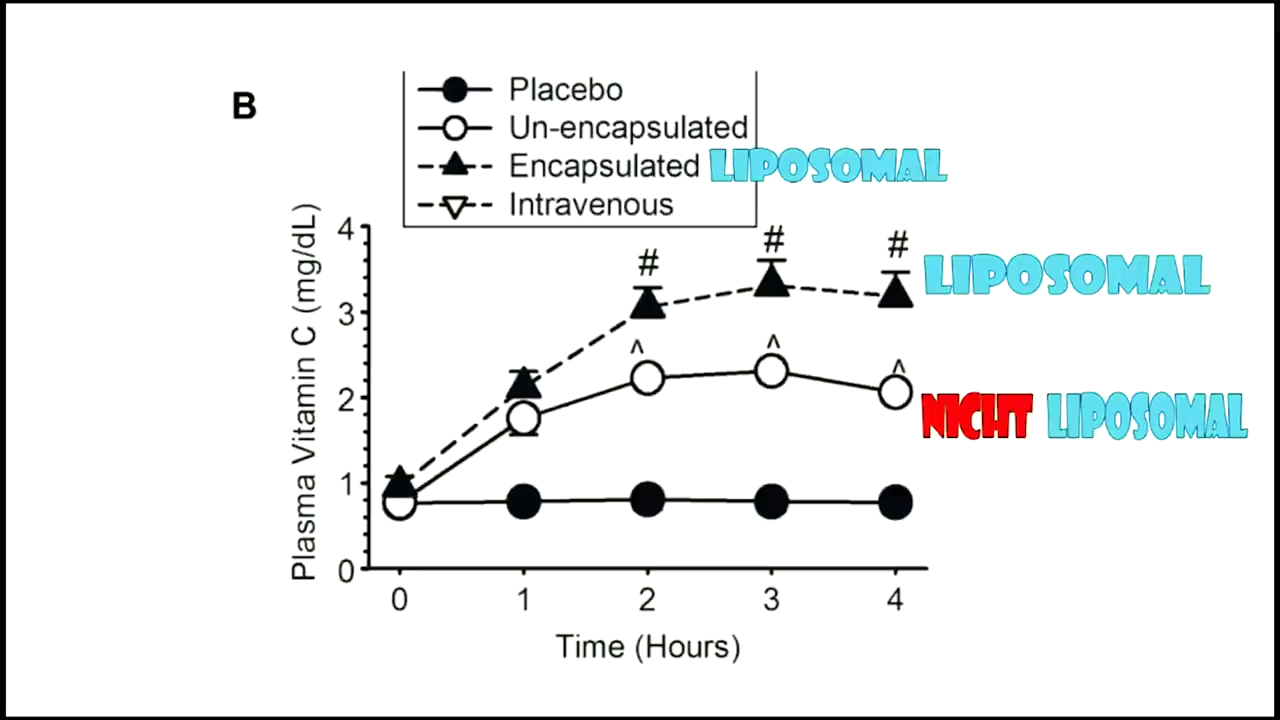 B
Placebo
Un-encapsulated
Encapsulated LIPOSOMAL
Intravenous
Plasma Vitamin C (mg/dL)
4
3
2
1
0
# # #
^ ^ ^
LIPOSOMAL
NICHT LIPOSOMAL
0 1 2 3 4
Time (Hours)